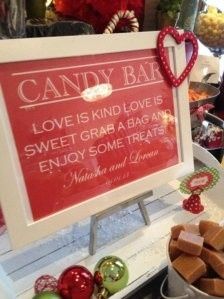 CANDY BAR
LOVE IS KIND LOVE IS
SWEET GRAB A BAG AND
ENJOY SOME TREATS
Natasha and Lorcan